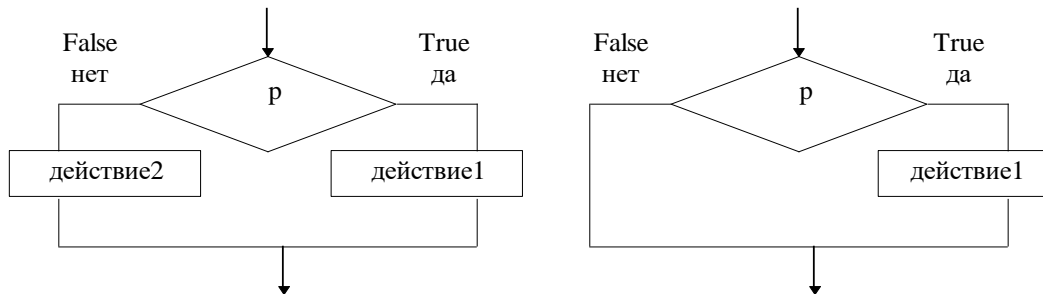 False
нет
True
да
p
действие2
действие1
False
нет
True
да
p
действие1